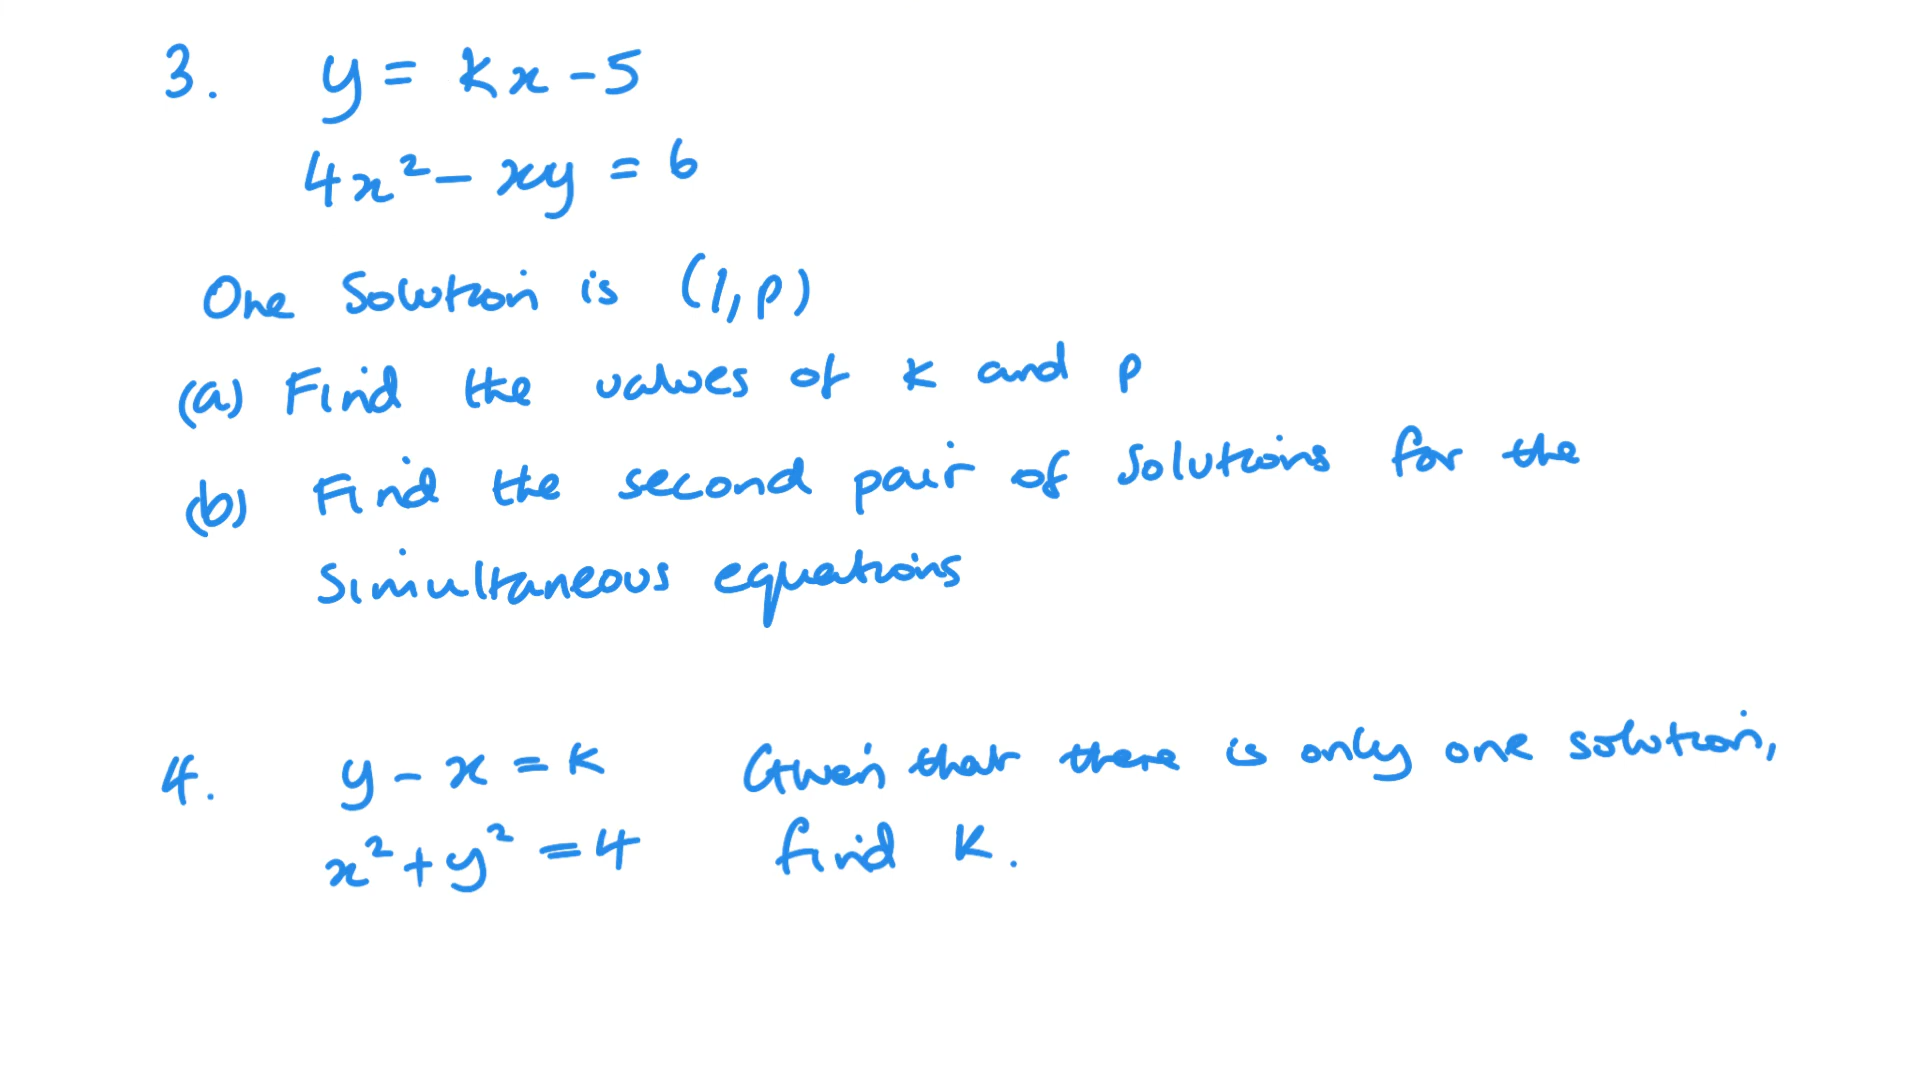 3. y = kx - 5
4x² - xy = 6
One solution is (1, p)
(a) Find the values of k and p
(b) Find the second pair of solutions for the
simultaneous equations
4. y - x = k Given that there is only one solution,
x² + y² = 4 find k.